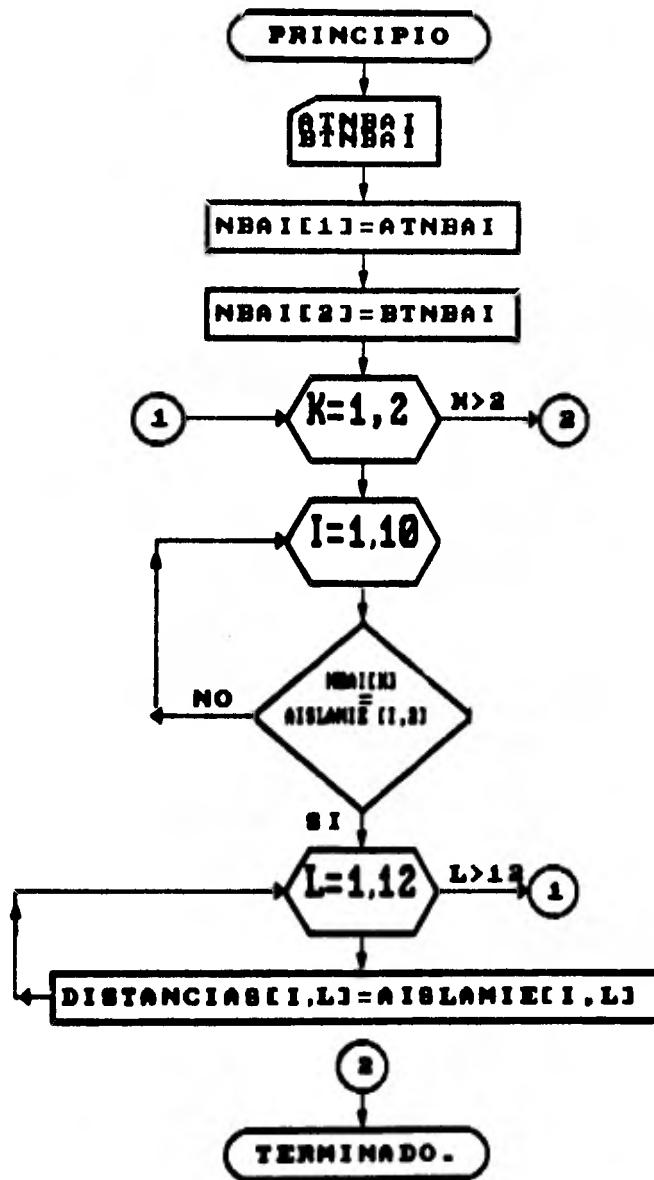 PRINCIPIO
ATNBAI
BTNBAI
NBAI[1]=ATNBAI
NBAI[2]=BTNBAI
1
K=1,2
K>2
2
I=1,10
NBAI[K]
=
AISLAMIE [I,2]
NO
SI
L=1,12
L>12
1
DISTANCIAS[I,L]=AISLAMIE[I,L]
2
TERMINADO.